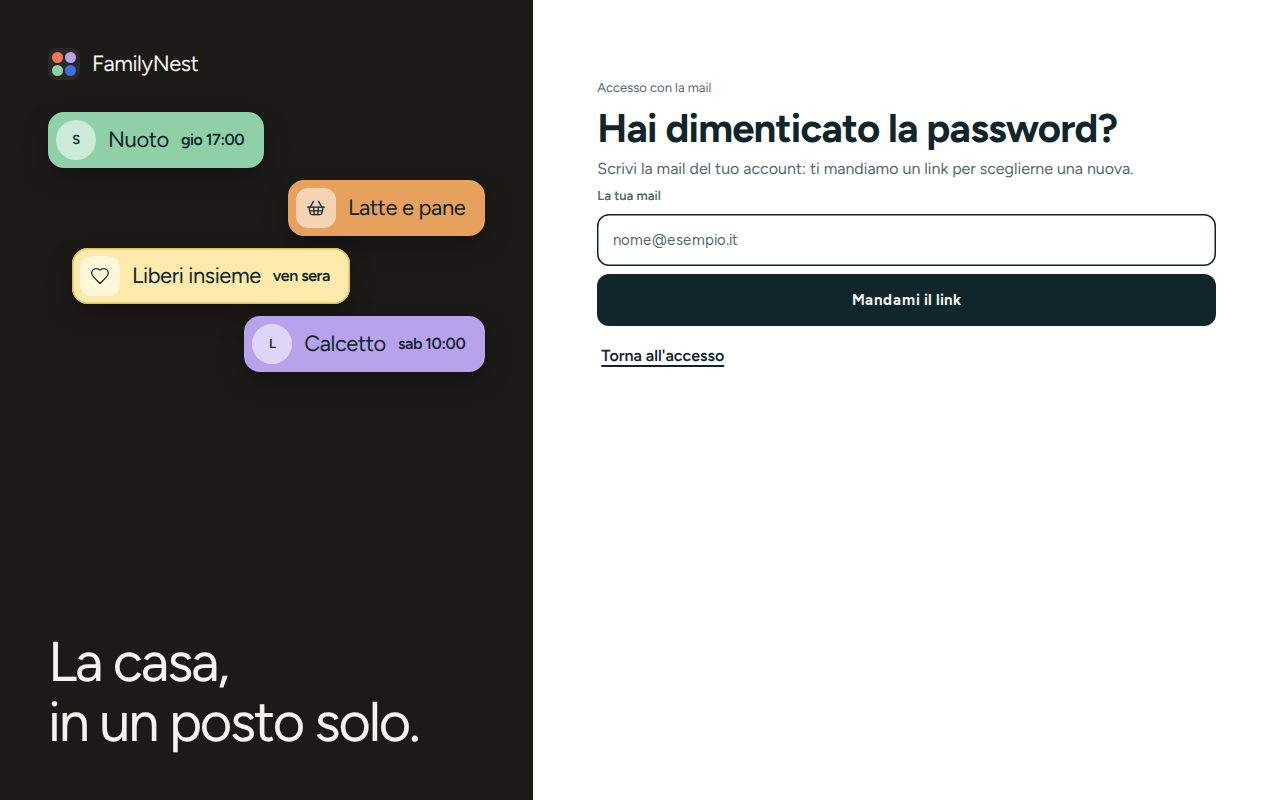 FamilyNest
S Nuoto gio 17:00
Latte e pane
Liberi insieme ven sera
L Calcetto sab 10:00
La casa,
in un posto solo.
Accesso con la mail
Hai dimenticato la password?
Scrivi la mail del tuo account: ti mandiamo un link per sceglierne una nuova.
La tua mail
nome@esempio.it
Mandami il link
Torna all'accesso